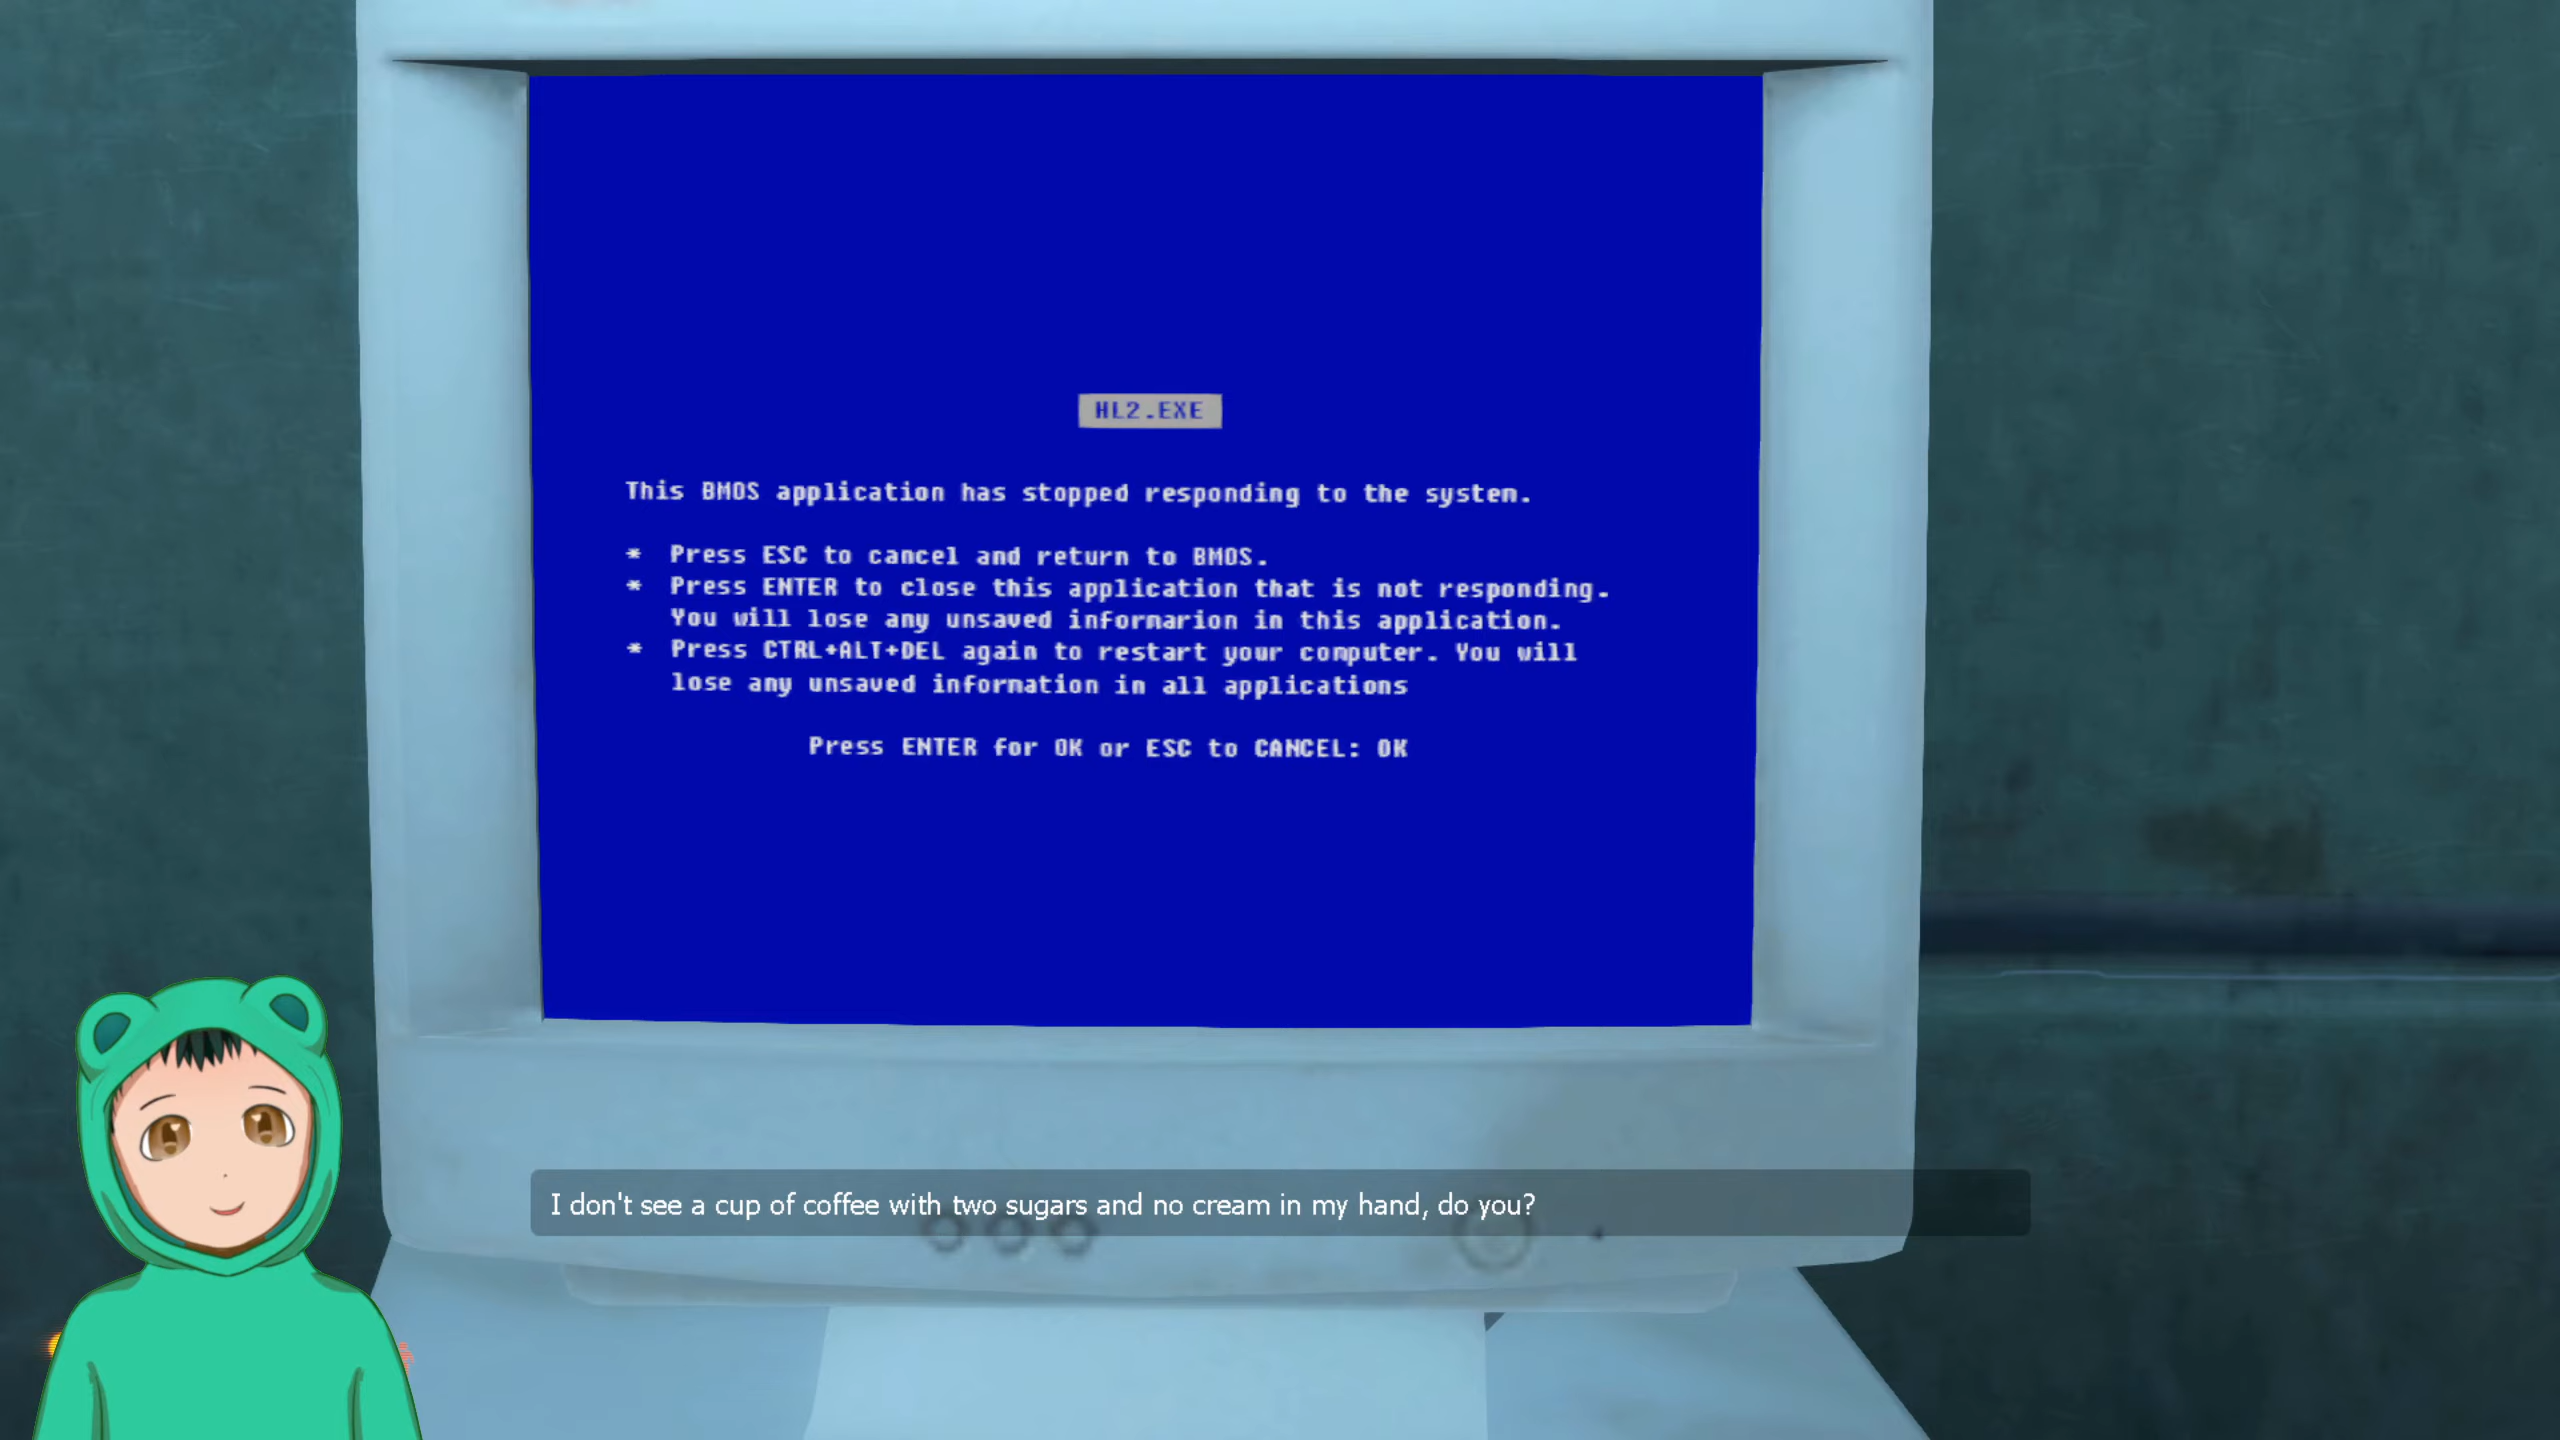 HL2.EXE
This BMOS application has stopped responding to the system.
* Press ESC to cancel and return to BMOS.
* Press ENTER to close this application that is not responding.
You will lose any unsaved informarion in this application.
* Press CTRL+ALT+DEL again to restart your computer. You will
lose any unsaved information in all applications
Press ENTER for OK or ESC to CANCEL: OK
I don't see a cup of coffee with two sugars and no cream in my hand, do you?